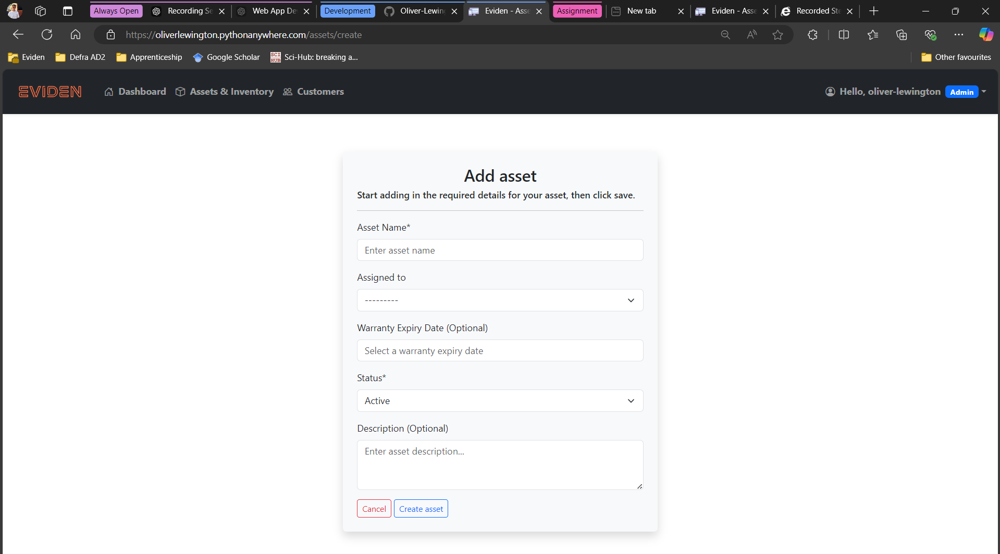 Always Open
Recording Se
Web App De
Development
Oliver-Lewin
Eviden - Asse
Assignment
New tab
Eviden - Asse
Recorded Ste
https://oliverlewington.pythonanywhere.com/assets/create
Eviden
Defra AD2
Apprenticeship
Google Scholar
SCI HUB
Sci-Hub: breaking a...
Other favourites
EVIDEN
Dashboard
Assets & Inventory
Customers
Hello, oliver-lewington
Admin
Add asset
Start adding in the required details for your asset, then click save.
Asset Name*
Enter asset name
Assigned to
---------
Warranty Expiry Date (Optional)
Select a warranty expiry date
Status*
Active
Description (Optional)
Enter asset description...
Cancel
Create asset